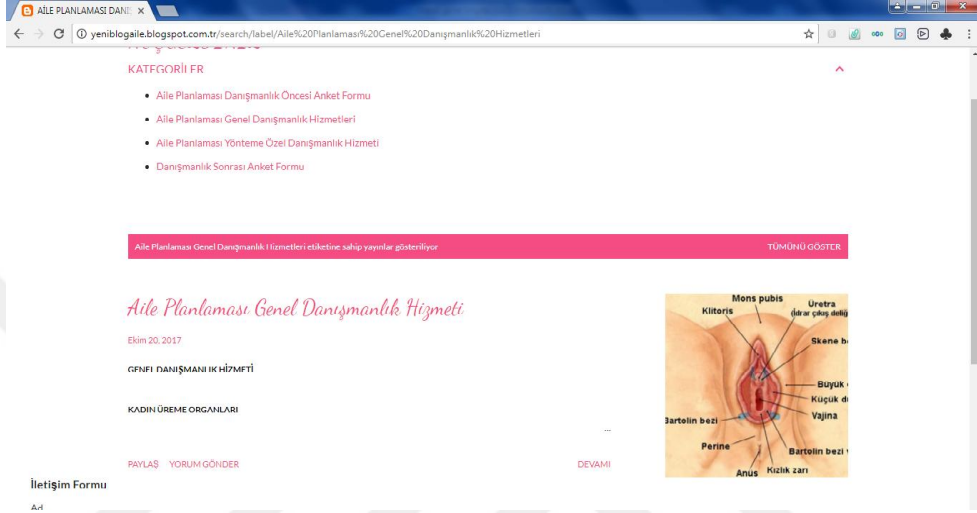 AİLE PLANLAMASI DANI
yeniblogaile.blogspot.com.tr/search/label/Aile%20Planlaması%20Genel%20Danışmanlık%20Hizmetleri
KATEGORİLER
Aile Planlaması Danışmanlık Öncesi Anket Formu
Aile Planlaması Genel Danışmanlık Hizmetleri
Aile Planlaması Yönteme Özel Danışmanlık Hizmeti
Danışmanlık Sonrası Anket Formu
Aile Planlaması Genel Danışmanlık Hizmetleri etiketine sahip yayınlar gösteriliyor
TÜMÜNÜ GÖSTER
Aile Planlaması Genel Danışmanlık Hizmeti
Ekim 20, 2017
GENEL DANIŞMANLIK HİZMETİ
KADIN ÜREME ORGANLARI
...
PAYLAŞ YORUM GÖNDER
DEVAMI
Mons pubis
Klitoris
Üretra
(idrar çıkış deliğ
Skene b
Büyük
Küçük d
Vajina
Bartolin bezi
Perine
Bartolin bezi
Anüs
Kızlık zarı
İletişim Formu
Ad